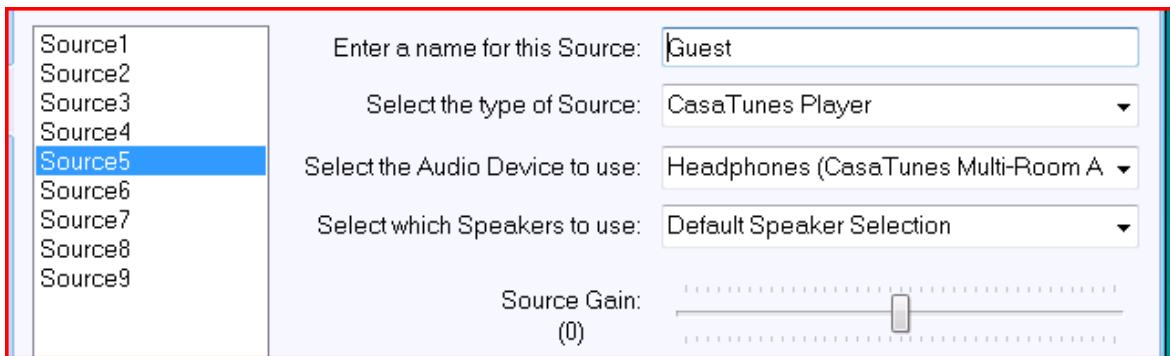 Source1
Source2
Source3
Source4
Source5
Source6
Source7
Source8
Source9
Enter a name for this Source: Guest
Select the type of Source: CasaTunes Player
Select the Audio Device to use: Headphones (CasaTunes Multi-Room A
Select which Speakers to use: Default Speaker Selection
Source Gain:
(0)